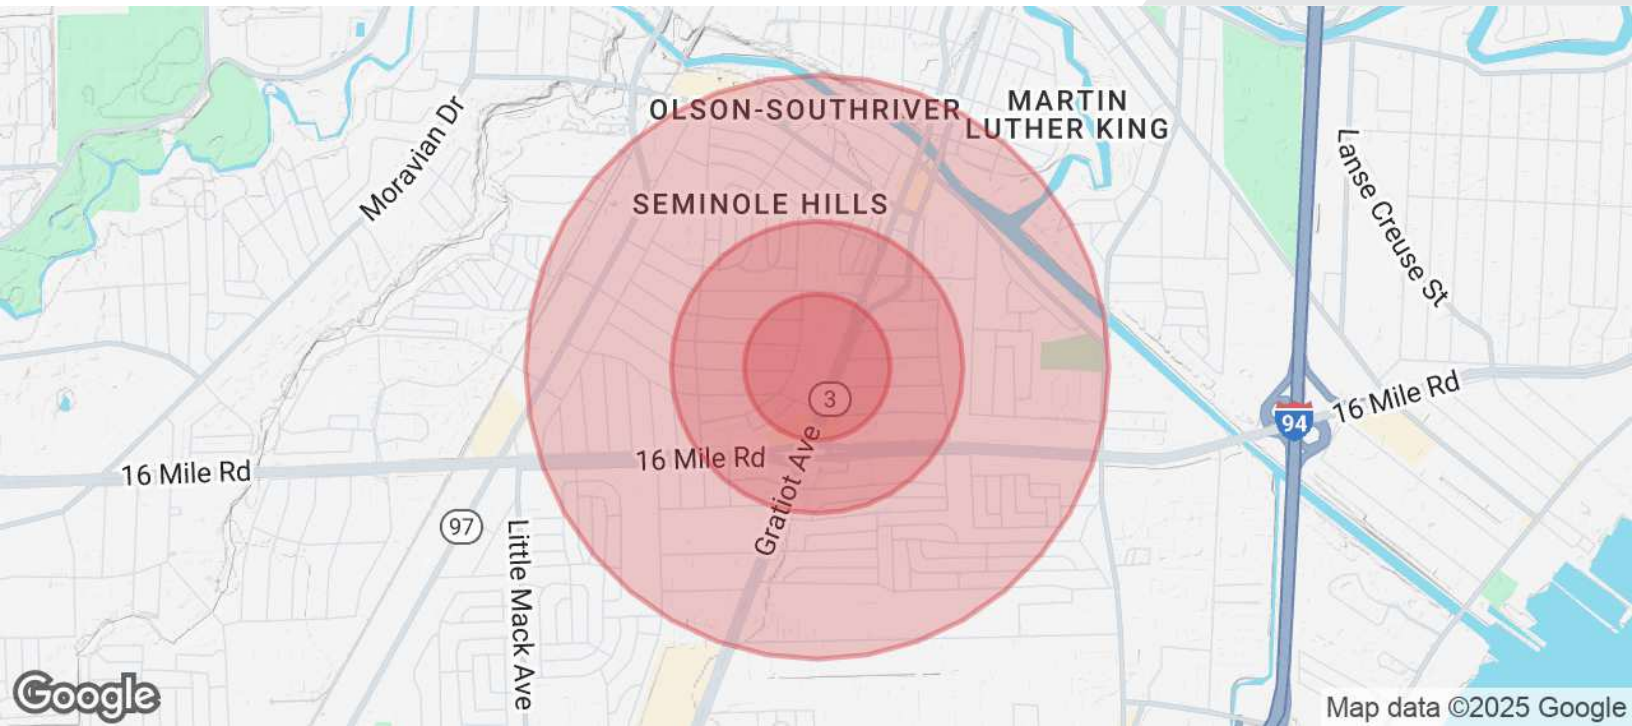 OLSON-SOUTHRIVER
MARTIN
LUTHER KING
Moravian Dr
Lanse Creuse St
SEMINOLE HILLS
3
16 Mile Rd
94
16 Mile Rd
16 Mile Rd
Gratiot Ave
97
Little Mack Ave
Google
Map data ©2025 Google